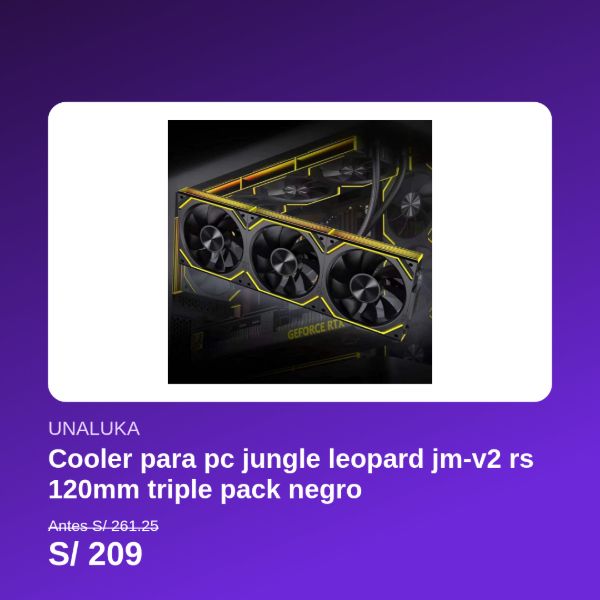 GEFORCE RTX
UNALUKA
Cooler para pc jungle leopard jm-v2 rs
120mm triple pack negro
Antes S/ 261.25
S/ 209